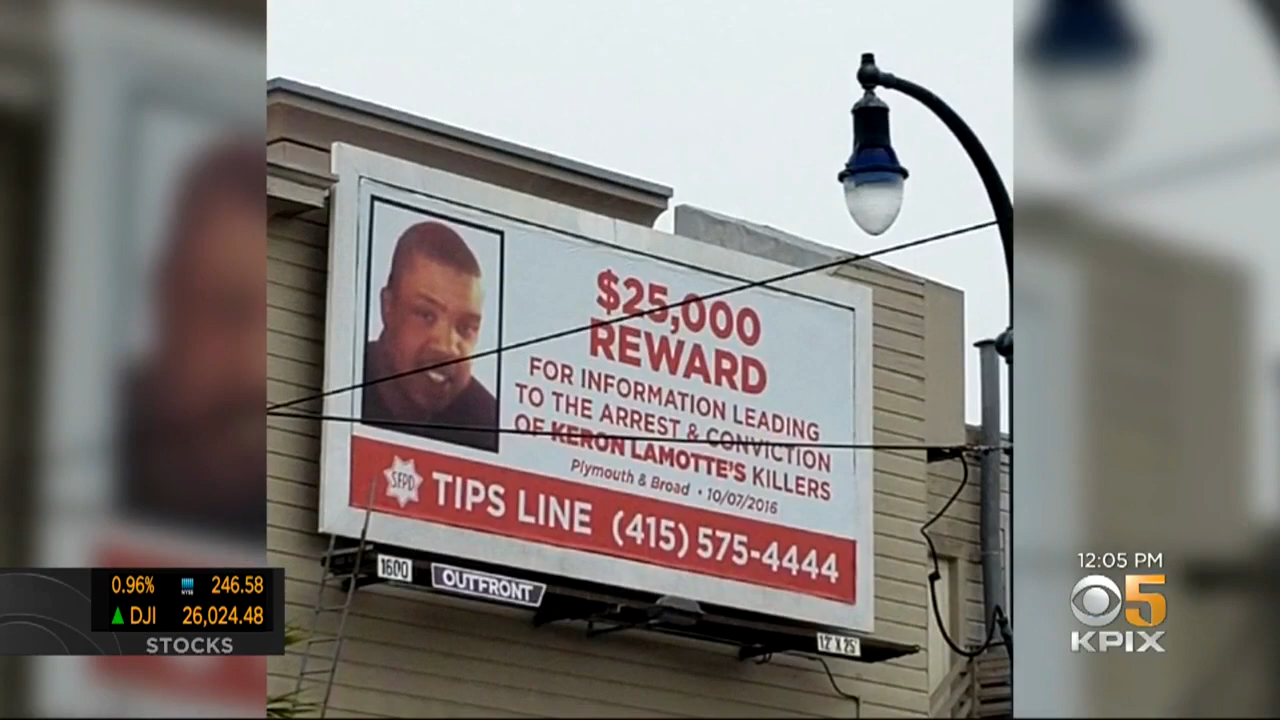 $25,000
REWARD
FOR INFORMATION LEADING
TO THE ARREST & CONVICTION
OF KERON LAMOTTE'S KILLERS
Plymouth & Broad • 10/07/2016
SFPD
TIPS LINE (415) 575-4444
1600
OUTFRONT
12' X 25'
0.96% NYSE 246.58
DJI 26,024.48
STOCKS
12:05 PM
5
KPIX